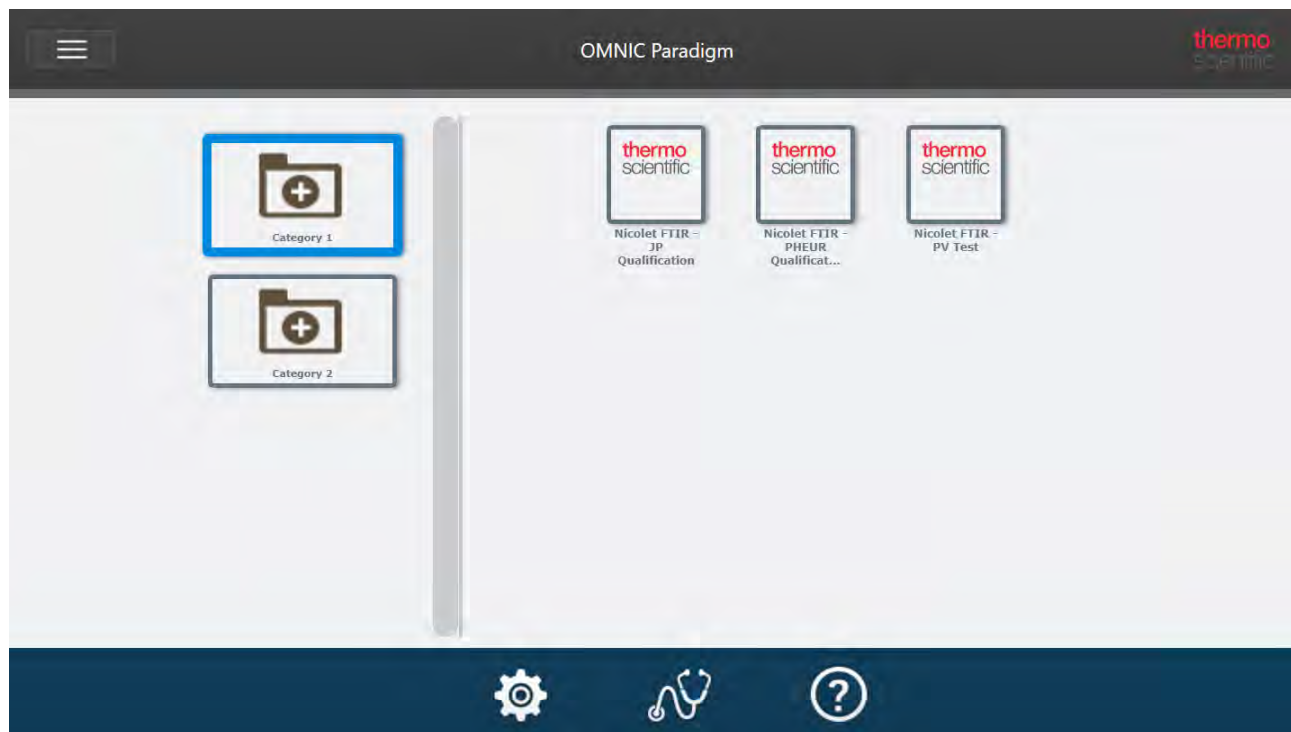 OMNIC Paradigm
thermo
scientific
Category 1
Category 2
thermo
scientific
Nicolet FTIR -
JP
Qualification
thermo
scientific
Nicolet FTIR -
PHEUR
Qualificat...
thermo
scientific
Nicolet FTIR -
PV Test
?